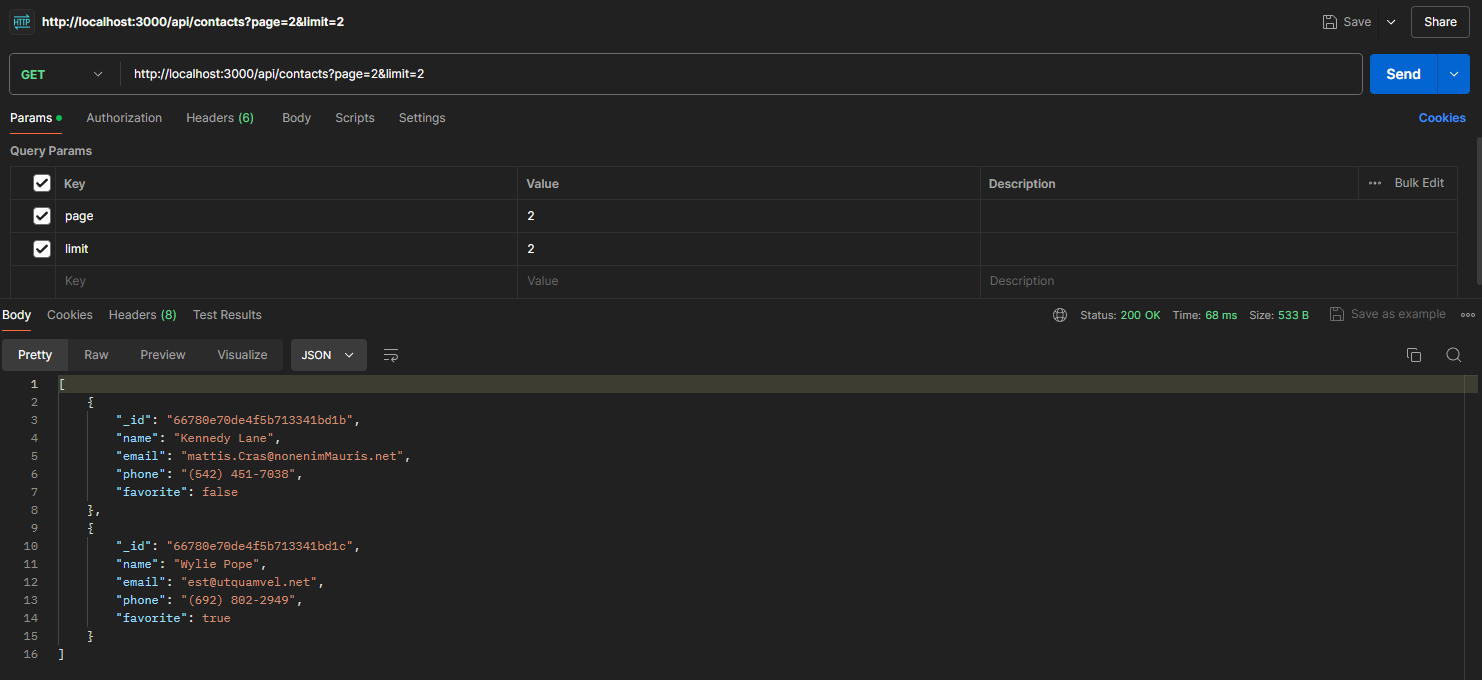 HTTP http://localhost:3000/api/contacts?page=2&limit=2 Save Share
GET http://localhost:3000/api/contacts?page=2&limit=2 Send
Params Authorization Headers (6) Body Scripts Settings Cookies
Query Params
Key Value Description ••• Bulk Edit
page 2
limit 2
Key Value Description
Body Cookies Headers (8) Test Results Status: 200 OK Time: 68 ms Size: 533 B Save as example
Pretty Raw Preview Visualize JSON
1 [
2 {
3 "_id": "66780e70de4f5b713341bd1b",
4 "name": "Kennedy Lane",
5 "email": "mattis.Cras@nonenimMauris.net",
6 "phone": "(542) 451-7038",
7 "favorite": false
8 },
9 {
10 "_id": "66780e70de4f5b713341bd1c",
11 "name": "Wylie Pope",
12 "email": "est@utquamvel.net",
13 "phone": "(692) 802-2949",
14 "favorite": true
15 }
16 ]